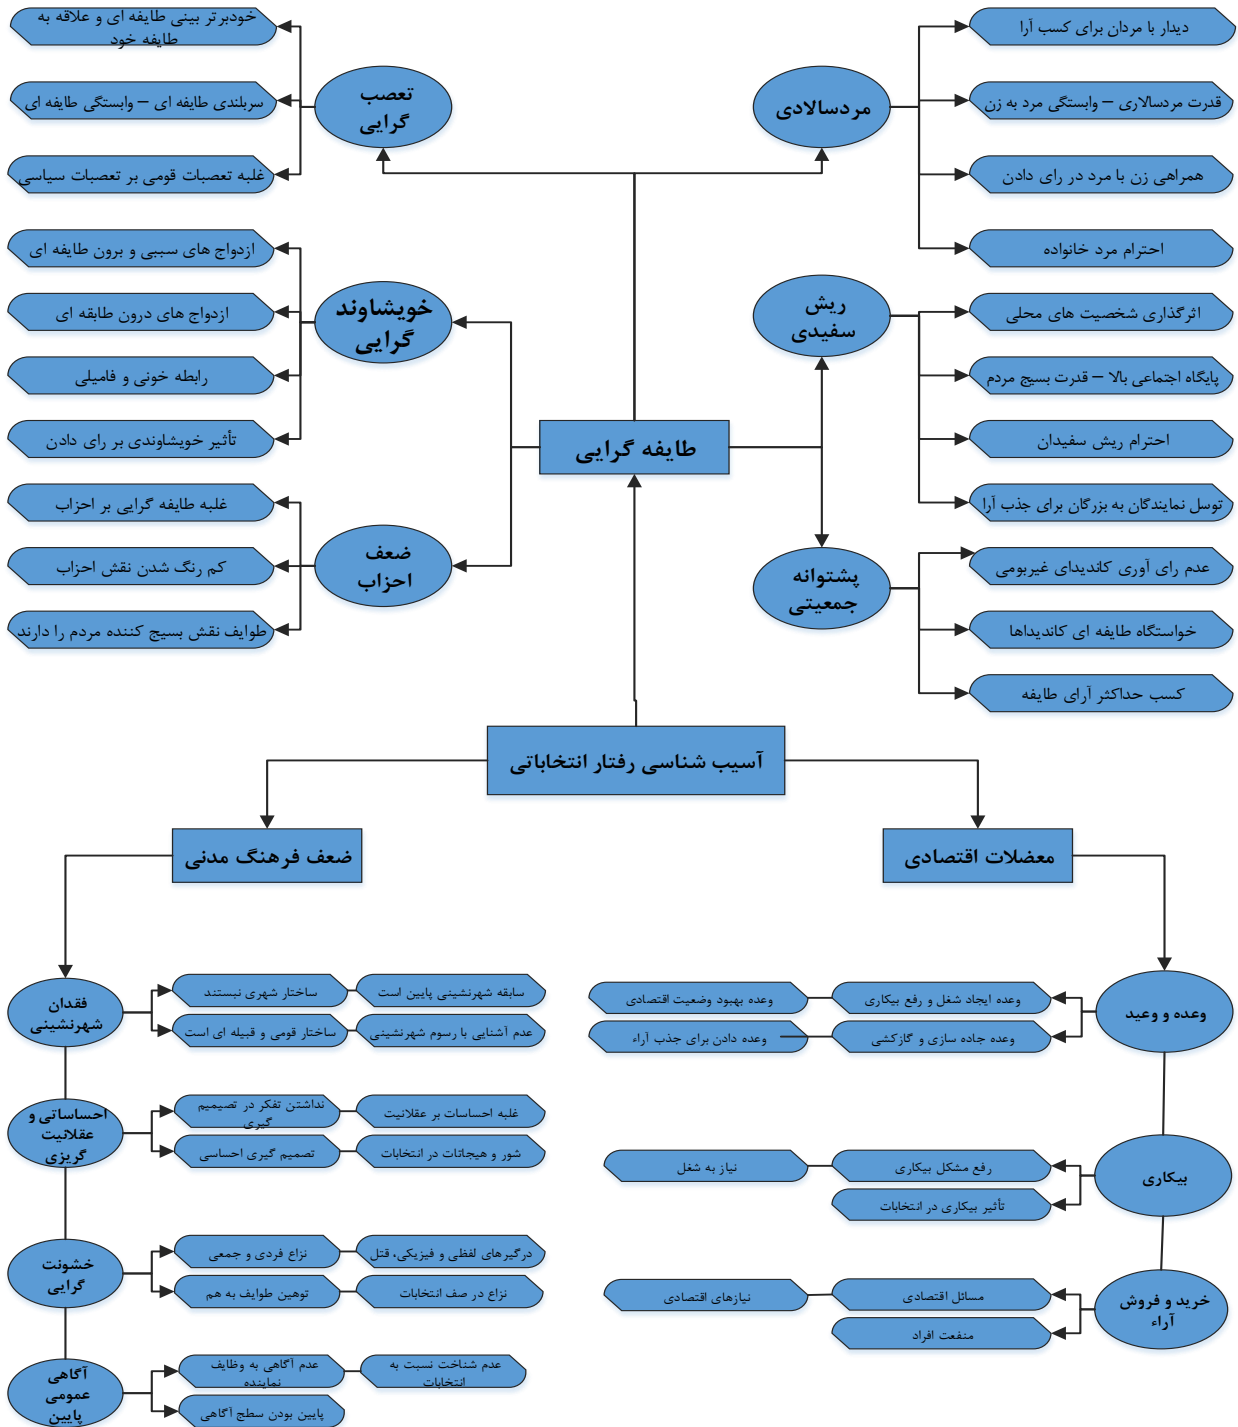 دیدار با مردان برای کسب آرا
قدرت مردسالاری – وابستگی مرد به زن
همراهی زن با مرد در رای دادن
احترام مرد خانواده
مردسالادی
خودبرتر بینی طایفه ای و علاقه به
طایفه خود
سربلندی طایفه ای – وابستگی طایفه ای
غلبه تعصبات قومی بر تعصبات سیاسی
تعصب
گرایی
اثرگذاری شخصیت های محلی
پایگاه اجتماعی بالا – قدرت بسیج مردم
احترام ریش سفیدان
توسل نمایندگان به بزرگان برای جذب آرا
ریش
سفیدی
ازدواج های سببی و برون طایفه ای
ازدواج های درون طابقه ای
رابطه خونی و فامیلی
تأثیر خویشاوندی بر رای دادن
خویشاوند
گرایی
طایفه گرایی
عدم رای آوری کاندیدای غیربومی
خواستگاه طایفه ای کاندیداها
کسب حداکثر آرای طایفه
پشتوانه
جمعیتی
غلبه طایفه گرایی بر احزاب
کم رنگ شدن نقش احزاب
طوایف نقش بسیج کننده مردم را دارند
ضعف
احزاب
آسیب شناسی رفتار انتخاباتی
معضلات اقتصادی
ضعف فرهنگ مدنی
وعده و وعید
وعده ایجاد شغل و رفع بیکاری
وعده بهبود وضعیت اقتصادی
وعده جاده سازی و گازکشی
وعده دادن برای جذب آراء
بیکاری
رفع مشکل بیکاری
نیاز به شغل
تأثیر بیکاری در انتخابات
خرید و فروش
آراء
مسائل اقتصادی
نیازهای اقتصادی
منفعت افراد
فقدان
شهرنشینی
سابقه شهرنشینی پایین است
ساختار شهری نبستند
عدم آشنایی با رسوم شهرنشینی
ساختار قومی و قبیله ای است
احساساتی و
عقلانیت
گریزی
غلبه احساسات بر عقلانیت
نداشتن تفکر در تصیمیم
گیری
شور و هیجاتات در انتخابات
تصمیم گیری احساسی
خشونت
گرایی
درگیرهای لفظی و فیزیکی، قتل
نزاع فردی و جمعی
نزاع در صف انتخابات
توهین طوایف به هم
آگاهی
عمومی
پایین
عدم شناخت نسبت به
انتخابات
عدم آگاهی به وظایف
نماینده
پایین بودن سطح آگاهی